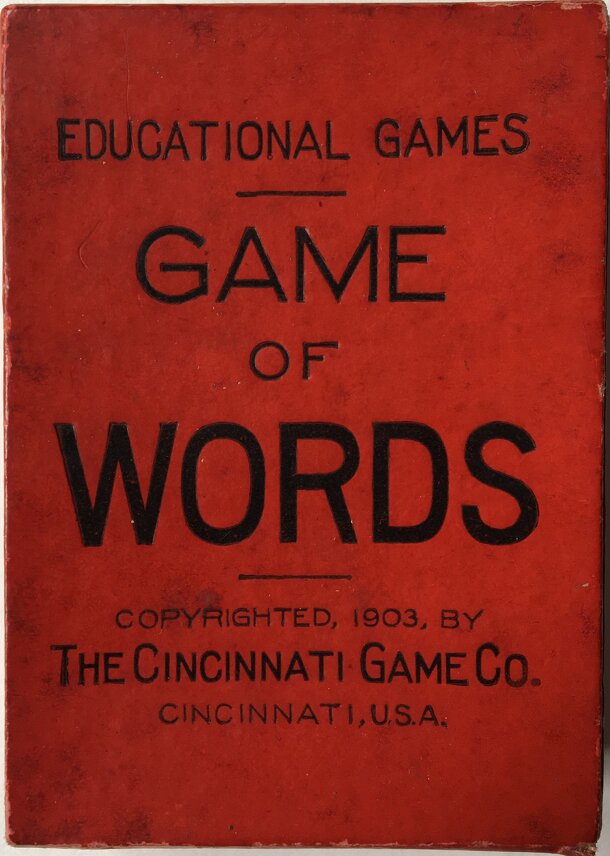 EDUCATIONAL GAMES
GAME
OF
WORDS
COPYRIGHTED, 1903, BY
THE CINCINNATI GAME CO.
CINCINNATI, U.S.A.